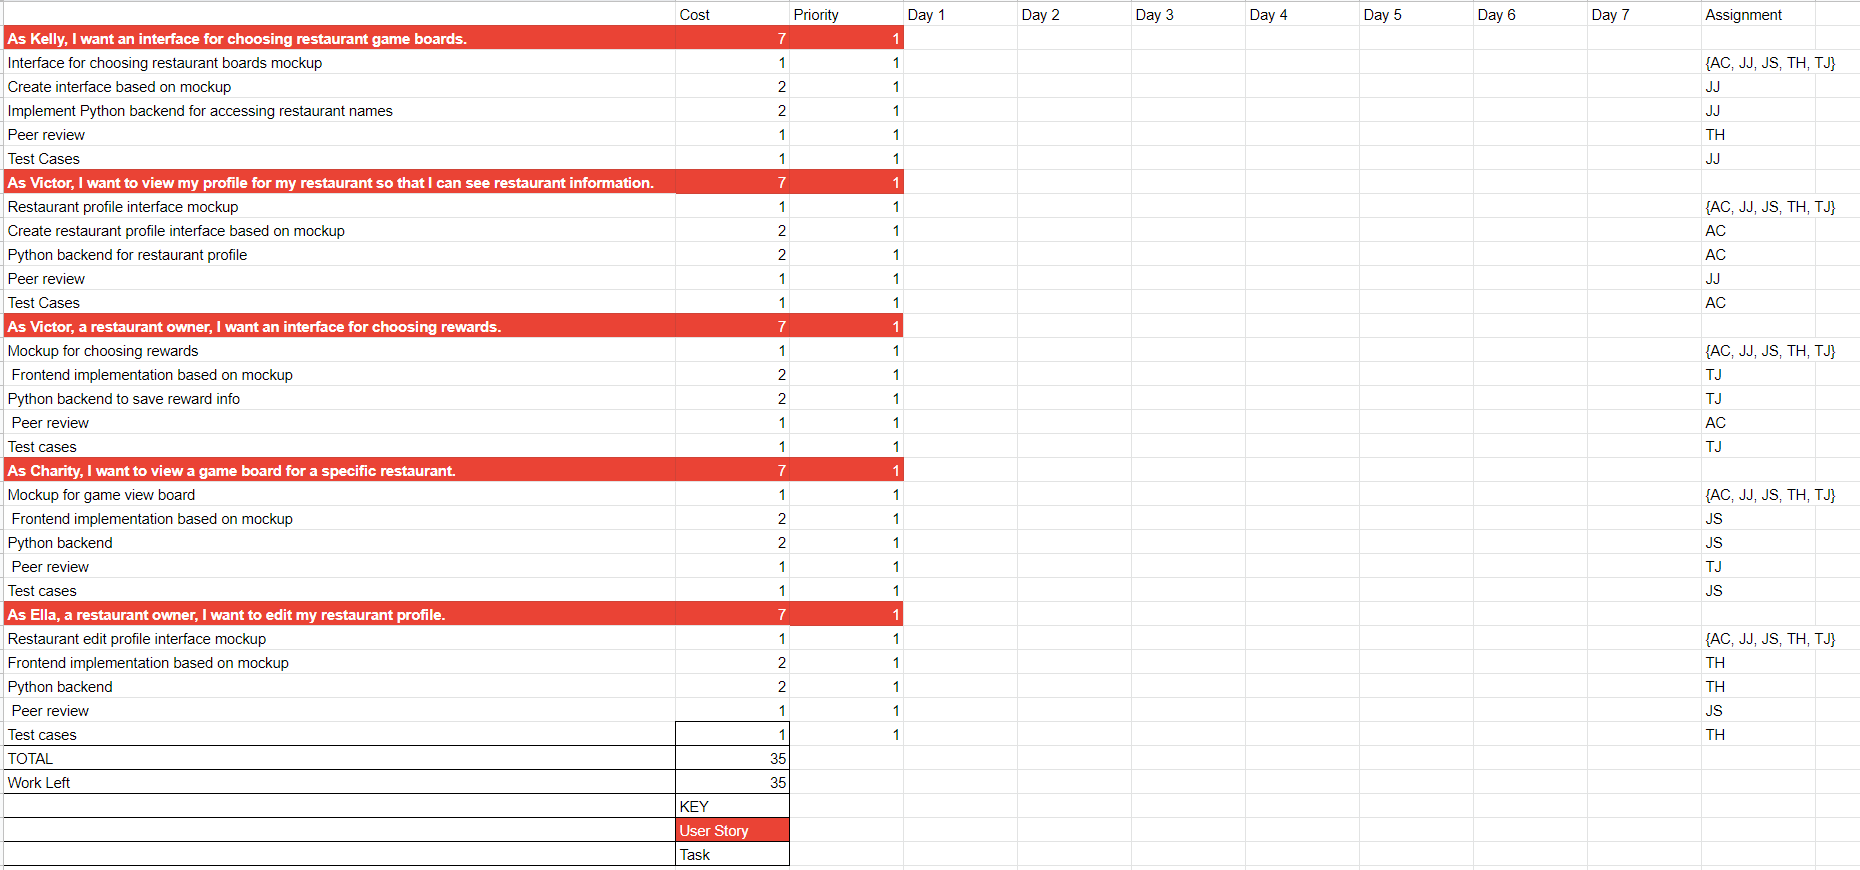 Cost Priority Day 1 Day 2 Day 3 Day 4 Day 5 Day 6 Day 7 Assignment
As Kelly, I want an interface for choosing restaurant game boards. 7 1
Interface for choosing restaurant boards mockup 1 1 {AC, JJ, JS, TH, TJ}
Create interface based on mockup 2 1 JJ
Implement Python backend for accessing restaurant names 2 1 JJ
Peer review 1 1 TH
Test Cases 1 1 JJ
As Victor, I want to view my profile for my restaurant so that I can see restaurant information. 7 1
Restaurant profile interface mockup 1 1 {AC, JJ, JS, TH, TJ}
Create restaurant profile interface based on mockup 2 1 AC
Python backend for restaurant profile 2 1 AC
Peer review 1 1 JJ
Test Cases 1 1 AC
As Victor, a restaurant owner, I want an interface for choosing rewards. 7 1
Mockup for choosing rewards 1 1 {AC, JJ, JS, TH, TJ}
Frontend implementation based on mockup 2 1 TJ
Python backend to save reward info 2 1 TJ
Peer review 1 1 AC
Test cases 1 1 TJ
As Charity, I want to view a game board for a specific restaurant. 7 1
Mockup for game view board 1 1 {AC, JJ, JS, TH, TJ}
Frontend implementation based on mockup 2 1 JS
Python backend 2 1 JS
Peer review 1 1 TJ
Test cases 1 1 JS
As Ella, a restaurant owner, I want to edit my restaurant profile. 7 1
Restaurant edit profile interface mockup 1 1 {AC, JJ, JS, TH, TJ}
Frontend implementation based on mockup 2 1 TH
Python backend 2 1 TH
Peer review 1 1 JS
Test cases 1 1 TH
TOTAL 35
Work Left 35
KEY
User Story
Task